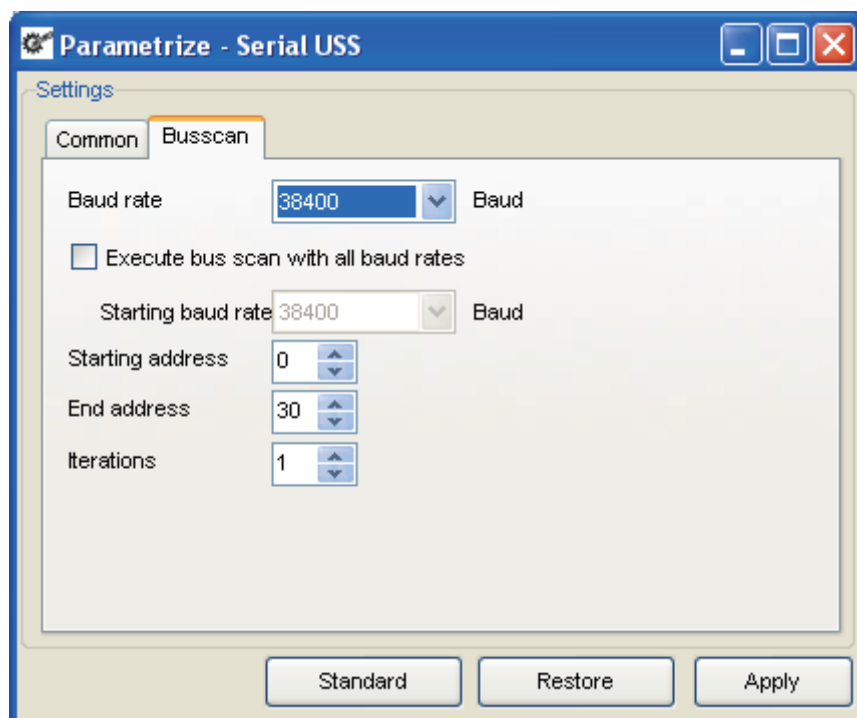 Parametrize - Serial USS
Settings
Common Busscan
Baud rate 38400 Baud
Execute bus scan with all baud rates
Starting baud rate 38400 Baud
Starting address 0
End address 30
Iterations 1
Standard Restore Apply